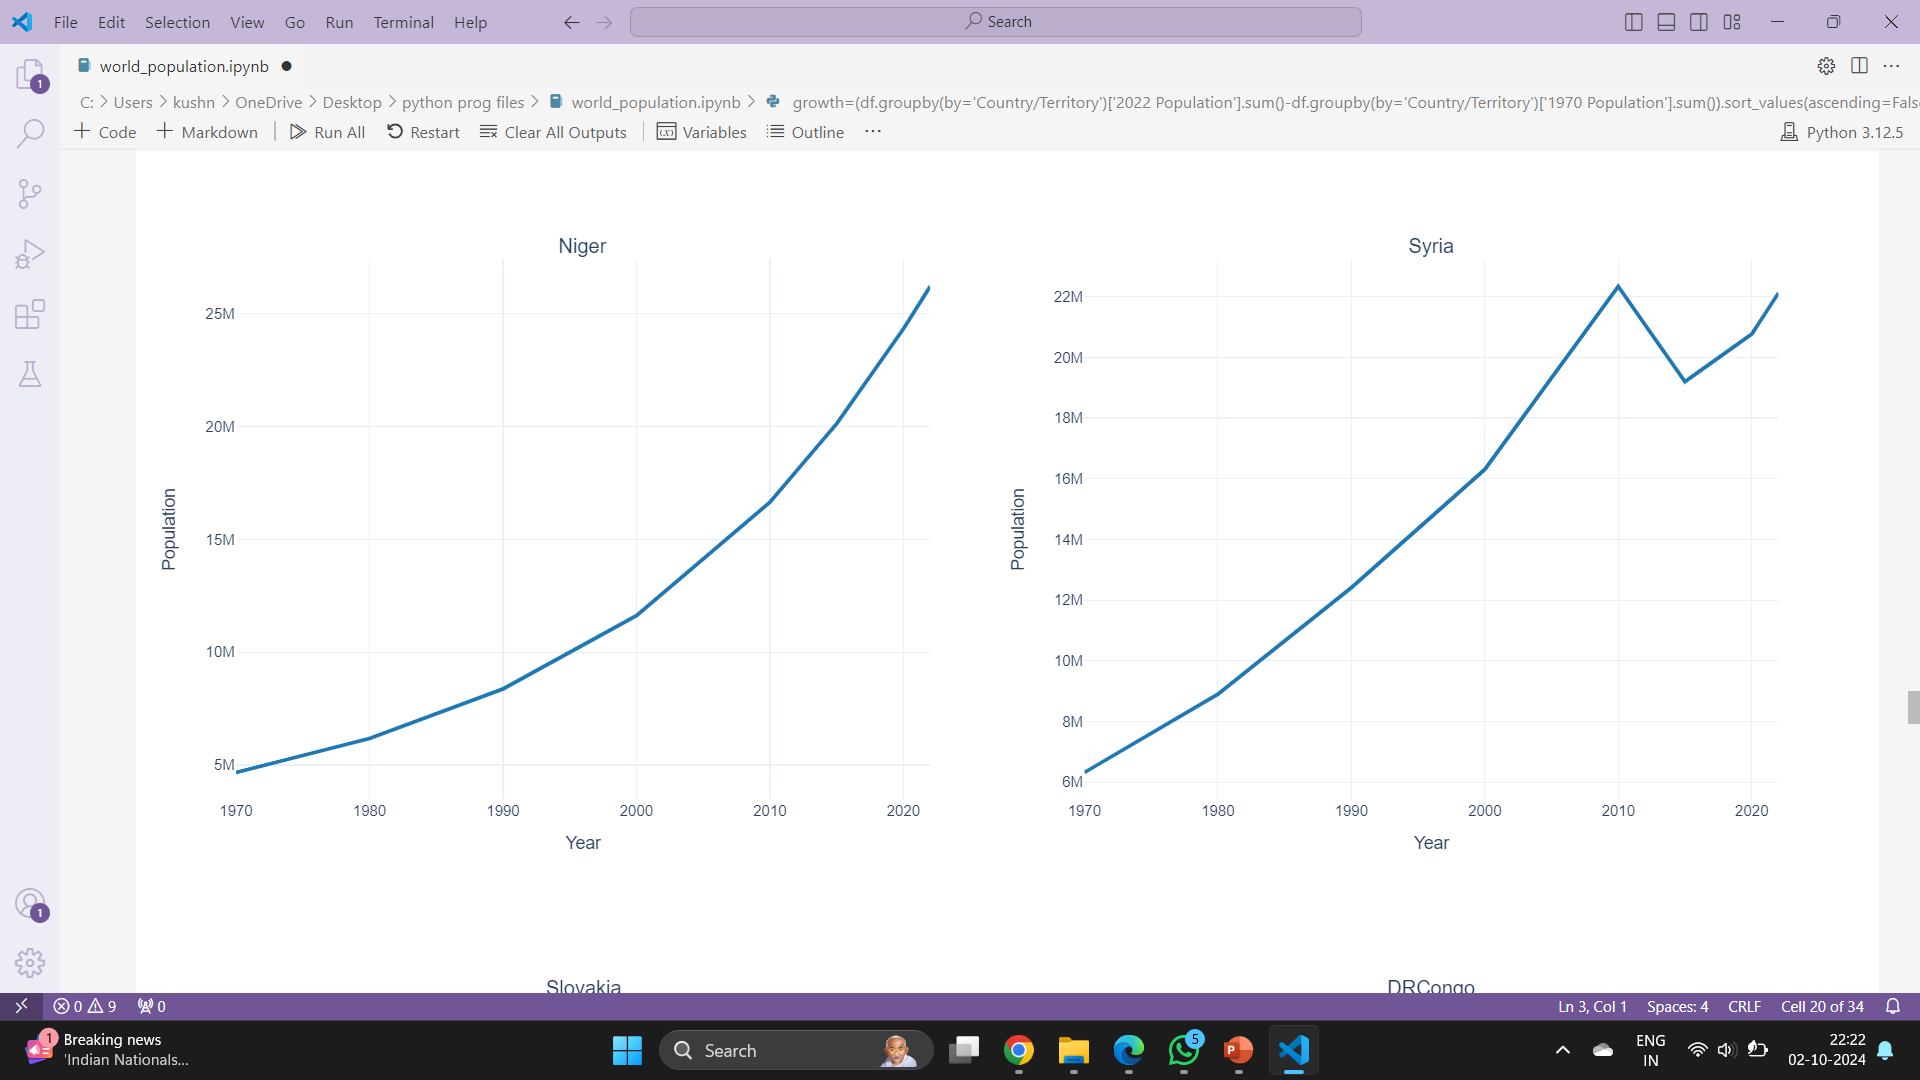 File Edit Selection View Go Run Terminal Help
Search
world_population.ipynb
1
C: > Users > kushn > OneDrive > Desktop > python prog files > world_population.ipynb > growth=(df.groupby(by='Country/Territory')['2022 Population'].sum()-df.groupby(by='Country/Territory')['1970 Population'].sum()).sort_values(ascending=Fals
+ Code + Markdown Run All Restart Clear All Outputs Variables Outline ...
Python 3.12.5
Niger
25M
20M
15M
10M
5M
Population
1970 1980 1990 2000 2010 2020
Year
Syria
22M
20M
18M
16M
14M
12M
10M
8M
6M
Population
1970 1980 1990 2000 2010 2020
Year
Slovakia
DRCongo
1
0 9 0
Ln 3, Col 1 Spaces: 4 CRLF Cell 20 of 34
1
Breaking news
'Indian Nationals...
Search
5
P
ENG
IN
22:22
02-10-2024